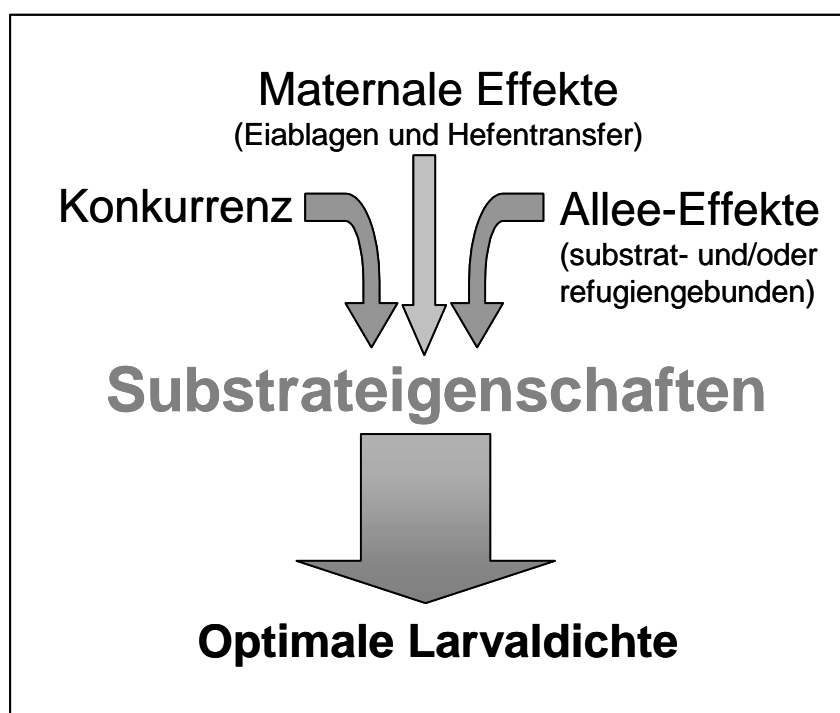 Maternale Effekte
(Eiablagen und Hefentransfer)
Konkurrenz
Allee-Effekte
(substrat- und/oder
refugiengebunden)
Substrateigenschaften
Optimale Larvaldichte